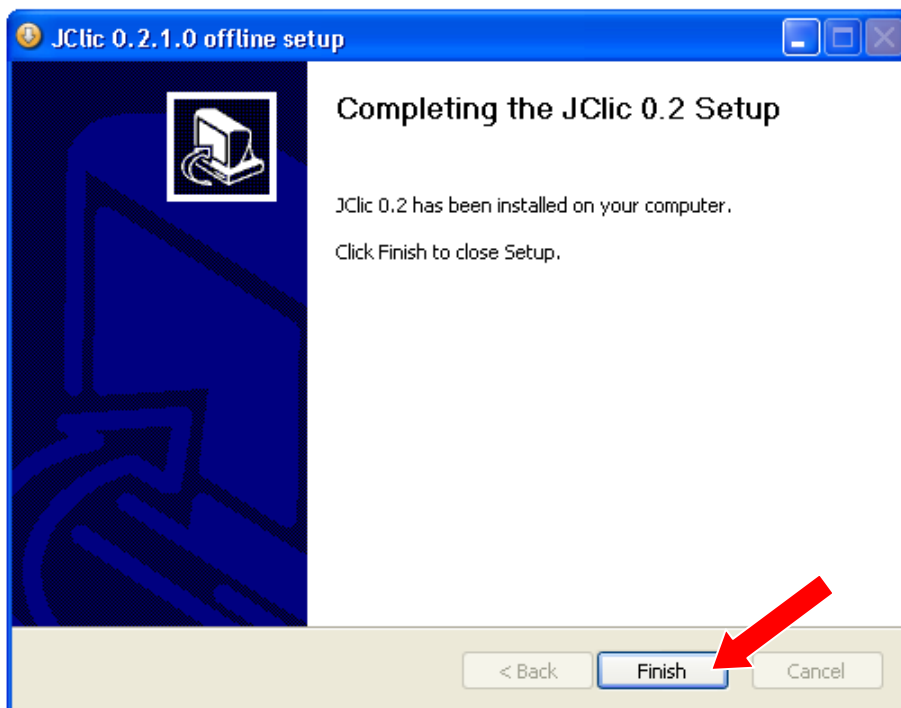 JClic 0.2.1.0 offline setup
Completing the JClic 0.2 Setup
JClic 0.2 has been installed on your computer.
Click Finish to close Setup.
< Back Finish Cancel